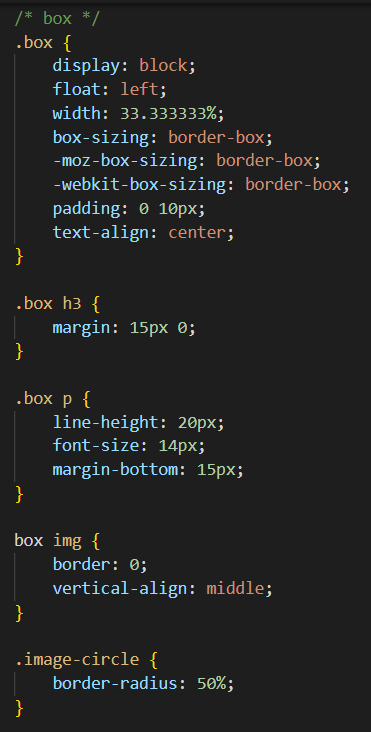 /* box */
.box {
display: block;
float: left;
width: 33.333333%;
box-sizing: border-box;
-moz-box-sizing: border-box;
-webkit-box-sizing: border-box;
padding: 0 10px;
text-align: center;
}
.box h3 {
margin: 15px 0;
}
.box p {
line-height: 20px;
font-size: 14px;
margin-bottom: 15px;
}
box img {
border: 0;
vertical-align: middle;
}
.image-circle {
border-radius: 50%;
}